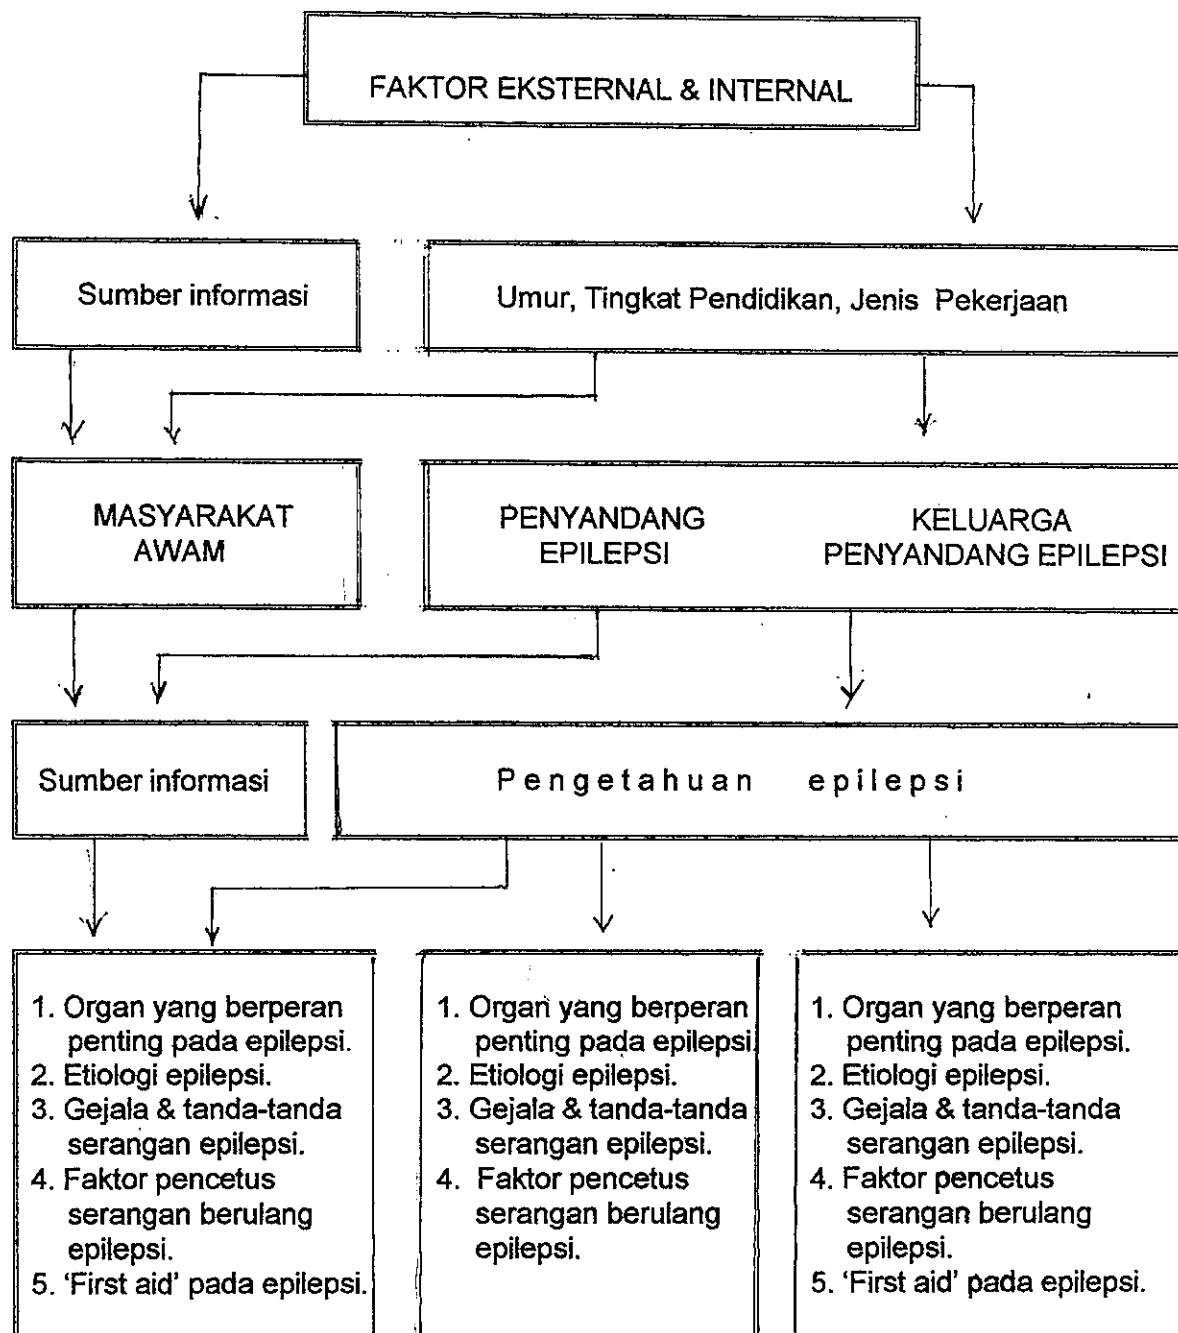 FAKTOR EKSTERNAL & INTERNAL
Sumber informasi
Umur, Tingkat Pendidikan, Jenis Pekerjaan
MASYARAKAT
AWAM
PENYANDANG
EPILEPSI
KELUARGA
PENYANDANG EPILEPSI
Sumber informasi
Pengetahuan epilepsi
1. Organ yang berperan
penting pada epilepsi.
2. Etiologi epilepsi.
3. Gejala & tanda-tanda
serangan epilepsi.
4. Faktor pencetus
serangan berulang
epilepsi.
5. ‘First aid’ pada epilepsi.
1. Organ yang berperan
penting pada epilepsi.
2. Etiologi epilepsi.
3. Gejala & tanda-tanda
serangan epilepsi.
4. Faktor pencetus
serangan berulang
epilepsi.
1. Organ yang berperan
penting pada epilepsi.
2. Etiologi epilepsi.
3. Gejala & tanda-tanda
serangan epilepsi.
4. Faktor pencetus
serangan berulang
epilepsi.
5. ‘First aid’ pada epilepsi.